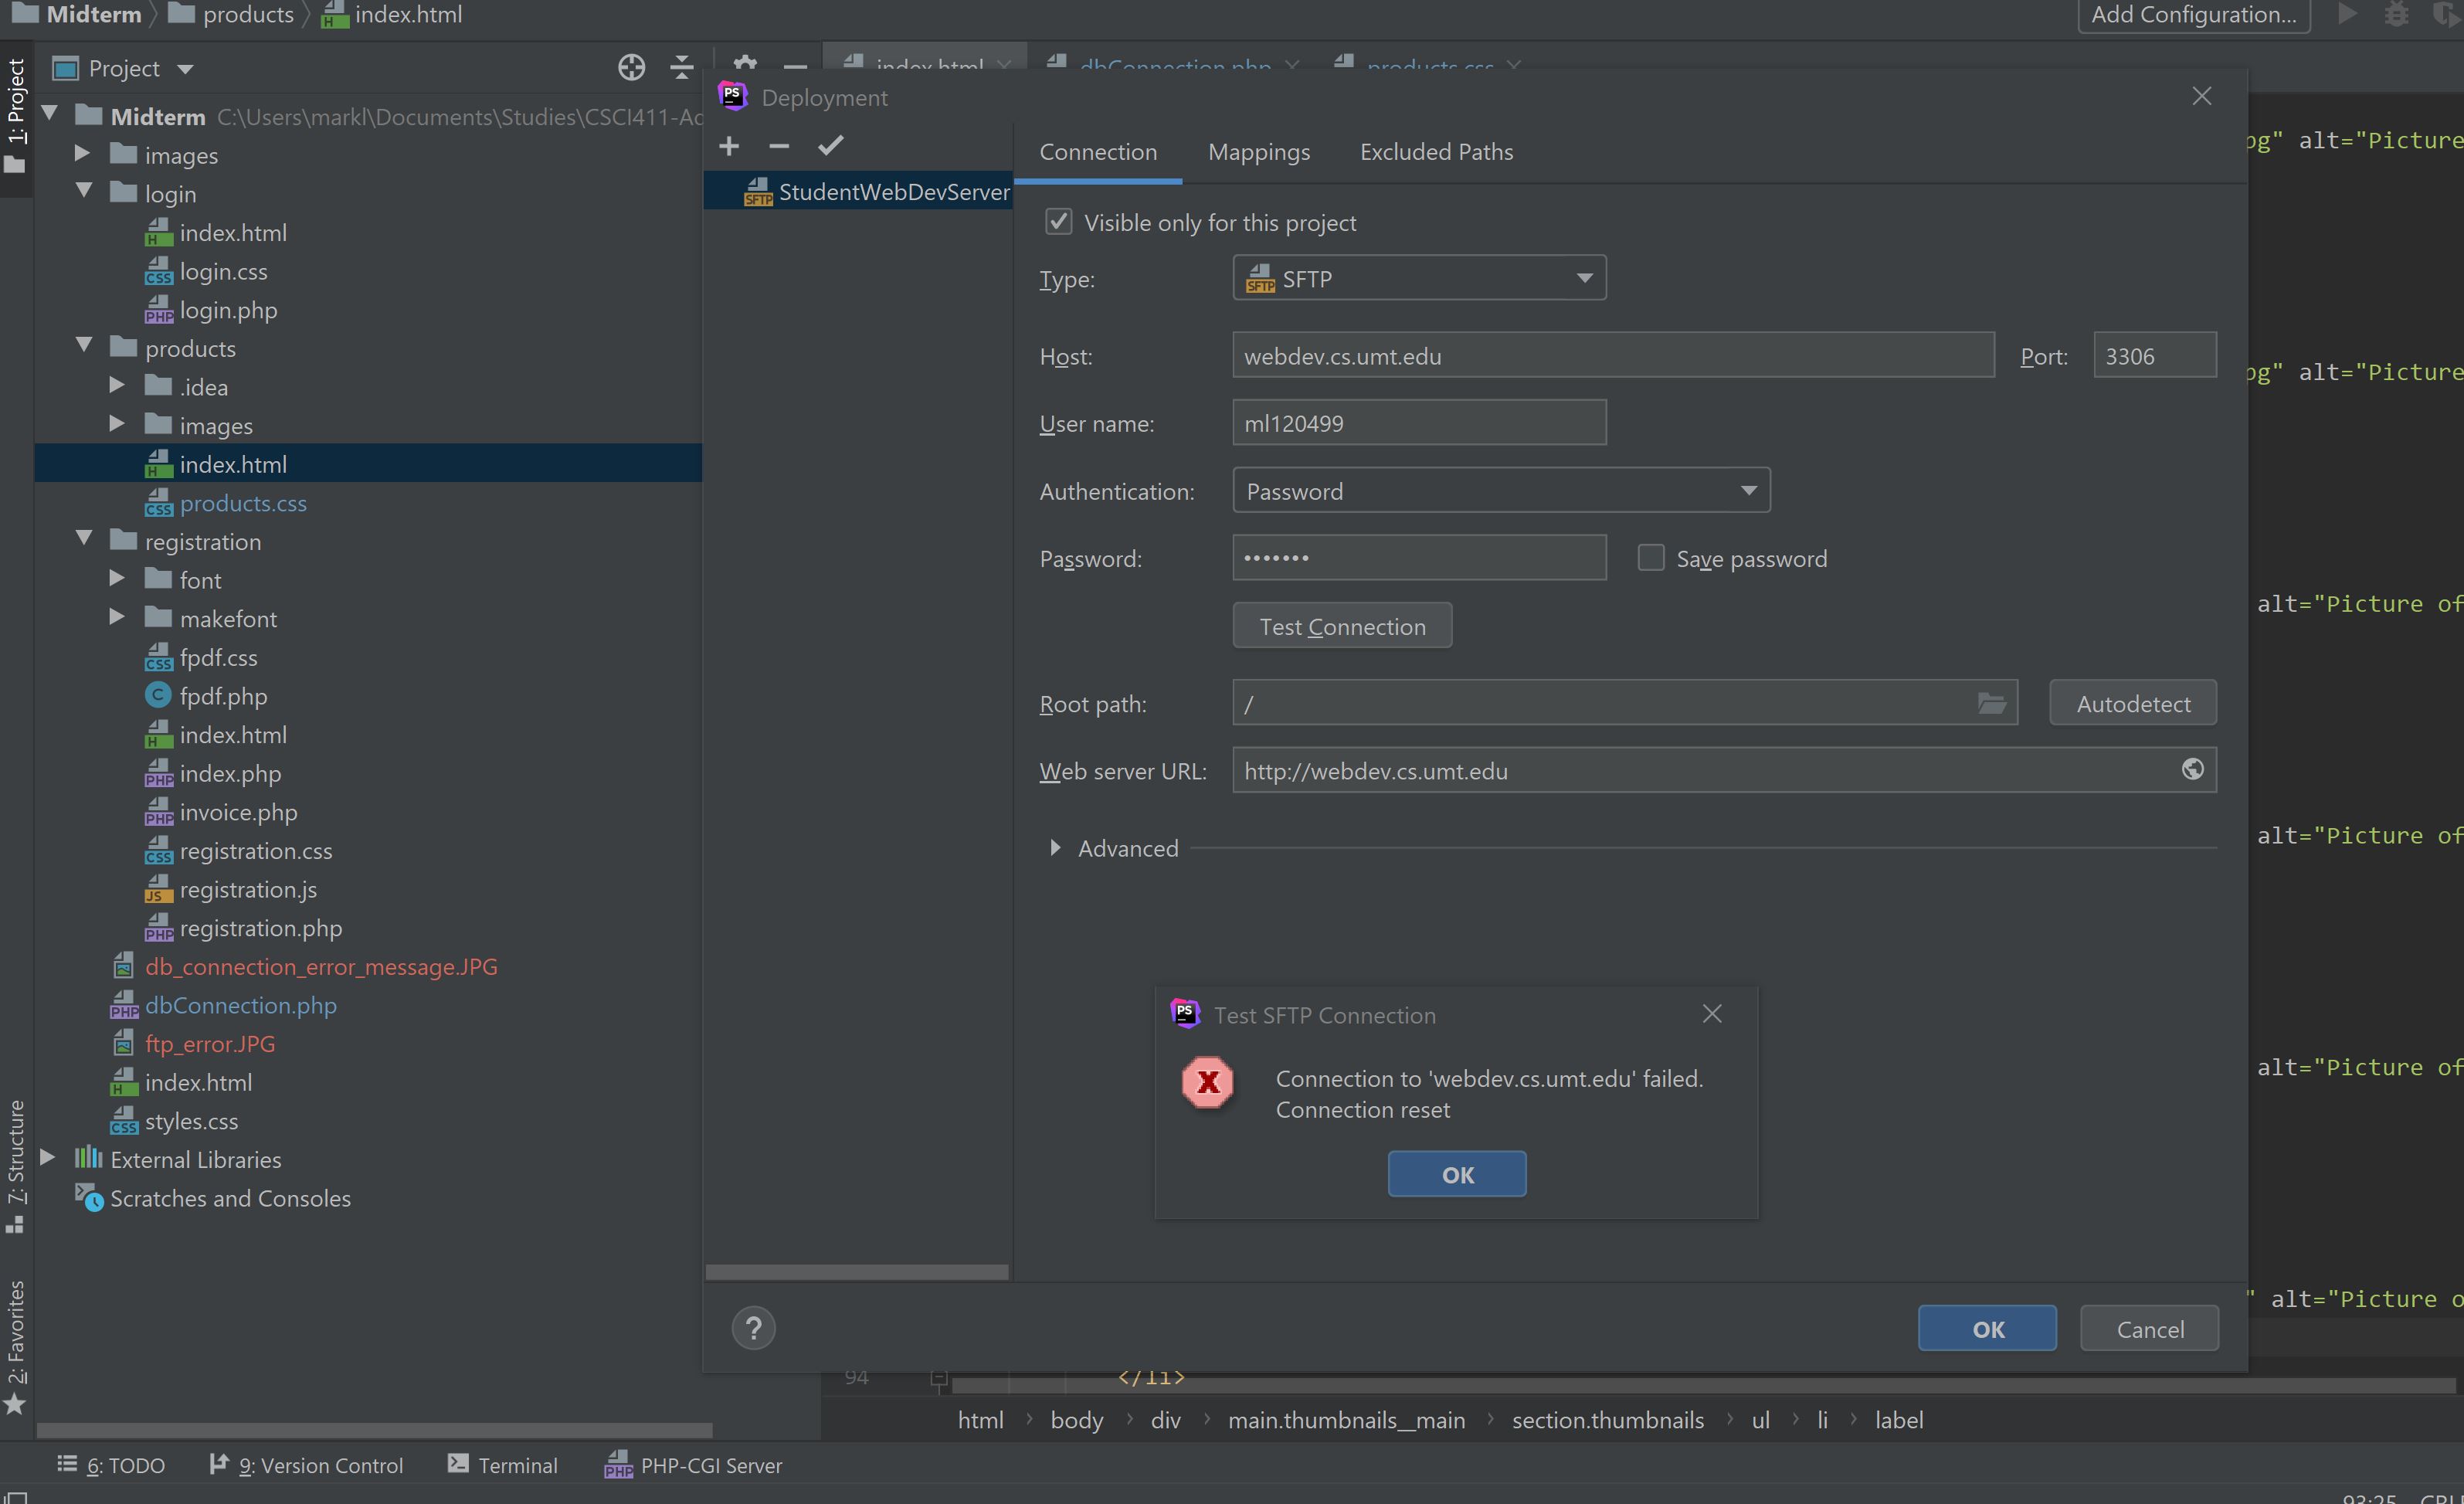 Midterm products index.html
Add Configuration...
1: Project
7: Structure
2: Favorites
Project
Midterm C:\Users\markl\Documents\Studies\CSCI411-Ad
images
login
index.html
login.css
login.php
products
.idea
images
index.html
products.css
registration
font
makefont
fpdf.css
fpdf.php
index.html
index.php
invoice.php
registration.css
registration.js
registration.php
db_connection_error_message.JPG
dbConnection.php
ftp_error.JPG
index.html
styles.css
External Libraries
Scratches and Consoles
index.html dbConnection.php products.css
Deployment
StudentWebDevServer
Connection Mappings Excluded Paths
Visible only for this project
Type: SFTP
Host: webdev.cs.umt.edu Port: 3306
User name: ml120499
Authentication: Password
Password: ••••••• Save password
Test Connection
Root path: / Autodetect
Web server URL: http://webdev.cs.umt.edu
Advanced
Test SFTP Connection
Connection to 'webdev.cs.umt.edu' failed.
Connection reset
OK
?
OK Cancel
pg" alt="Picture
pg" alt="Picture
alt="Picture of
alt="Picture of
alt="Picture of
" alt="Picture o
94 </li>
html body div main.thumbnails__main section.thumbnails ul li label
6: TODO 9: Version Control Terminal PHP-CGI Server
93:25